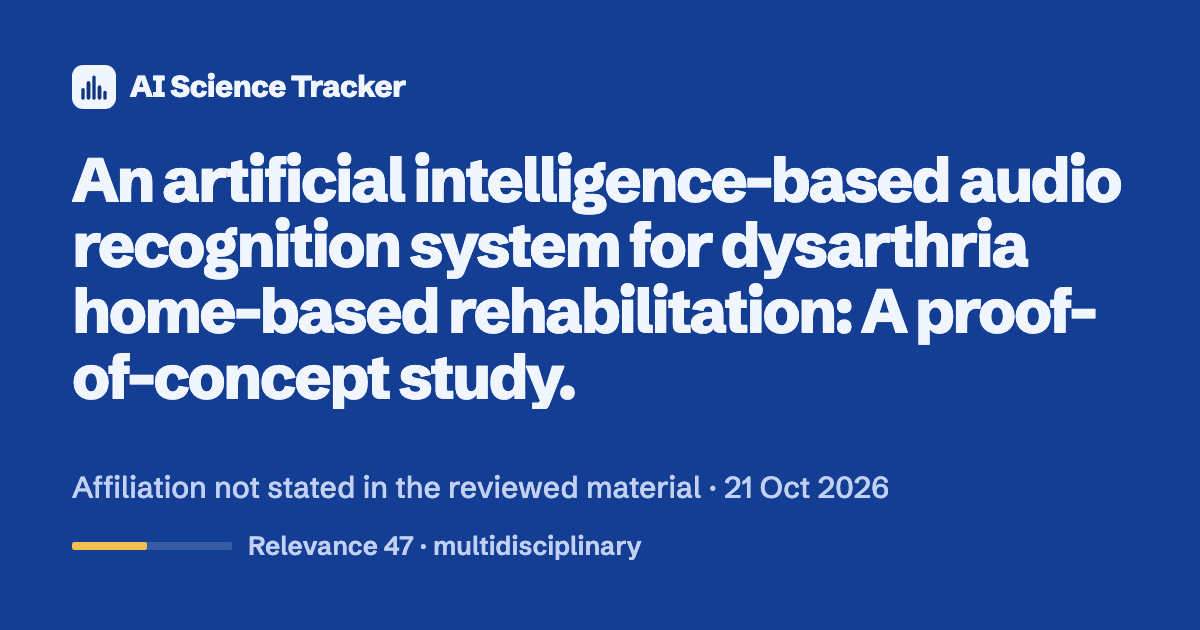 AI Science Tracker
An artificial intelligence-based audio
recognition system for dysarthria
home-based rehabilitation: A proof-
of-concept study.
Affiliation not stated in the reviewed material · 21 Oct 2026
Relevance 47 · multidisciplinary